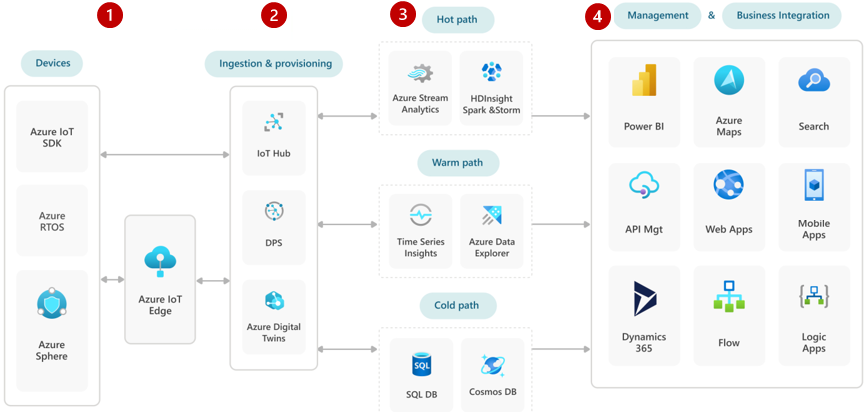 1
2
3
4
Hot path
Management & Business Integration
Devices
Ingestion & provisioning
Azure IoT
SDK
Azure
RTOS
Azure
Sphere
Azure IoT
Edge
IoT Hub
DPS
Azure Digital
Twins
Azure Stream
Analytics
HDInsight
Spark &Storm
Warm path
Time Series
Insights
Azure Data
Explorer
Cold path
SQL
SQL DB
Cosmos DB
Power BI
Azure
Maps
Search
API Mgt
Web Apps
Mobile
Apps
Dynamics
365
Flow
Logic
Apps